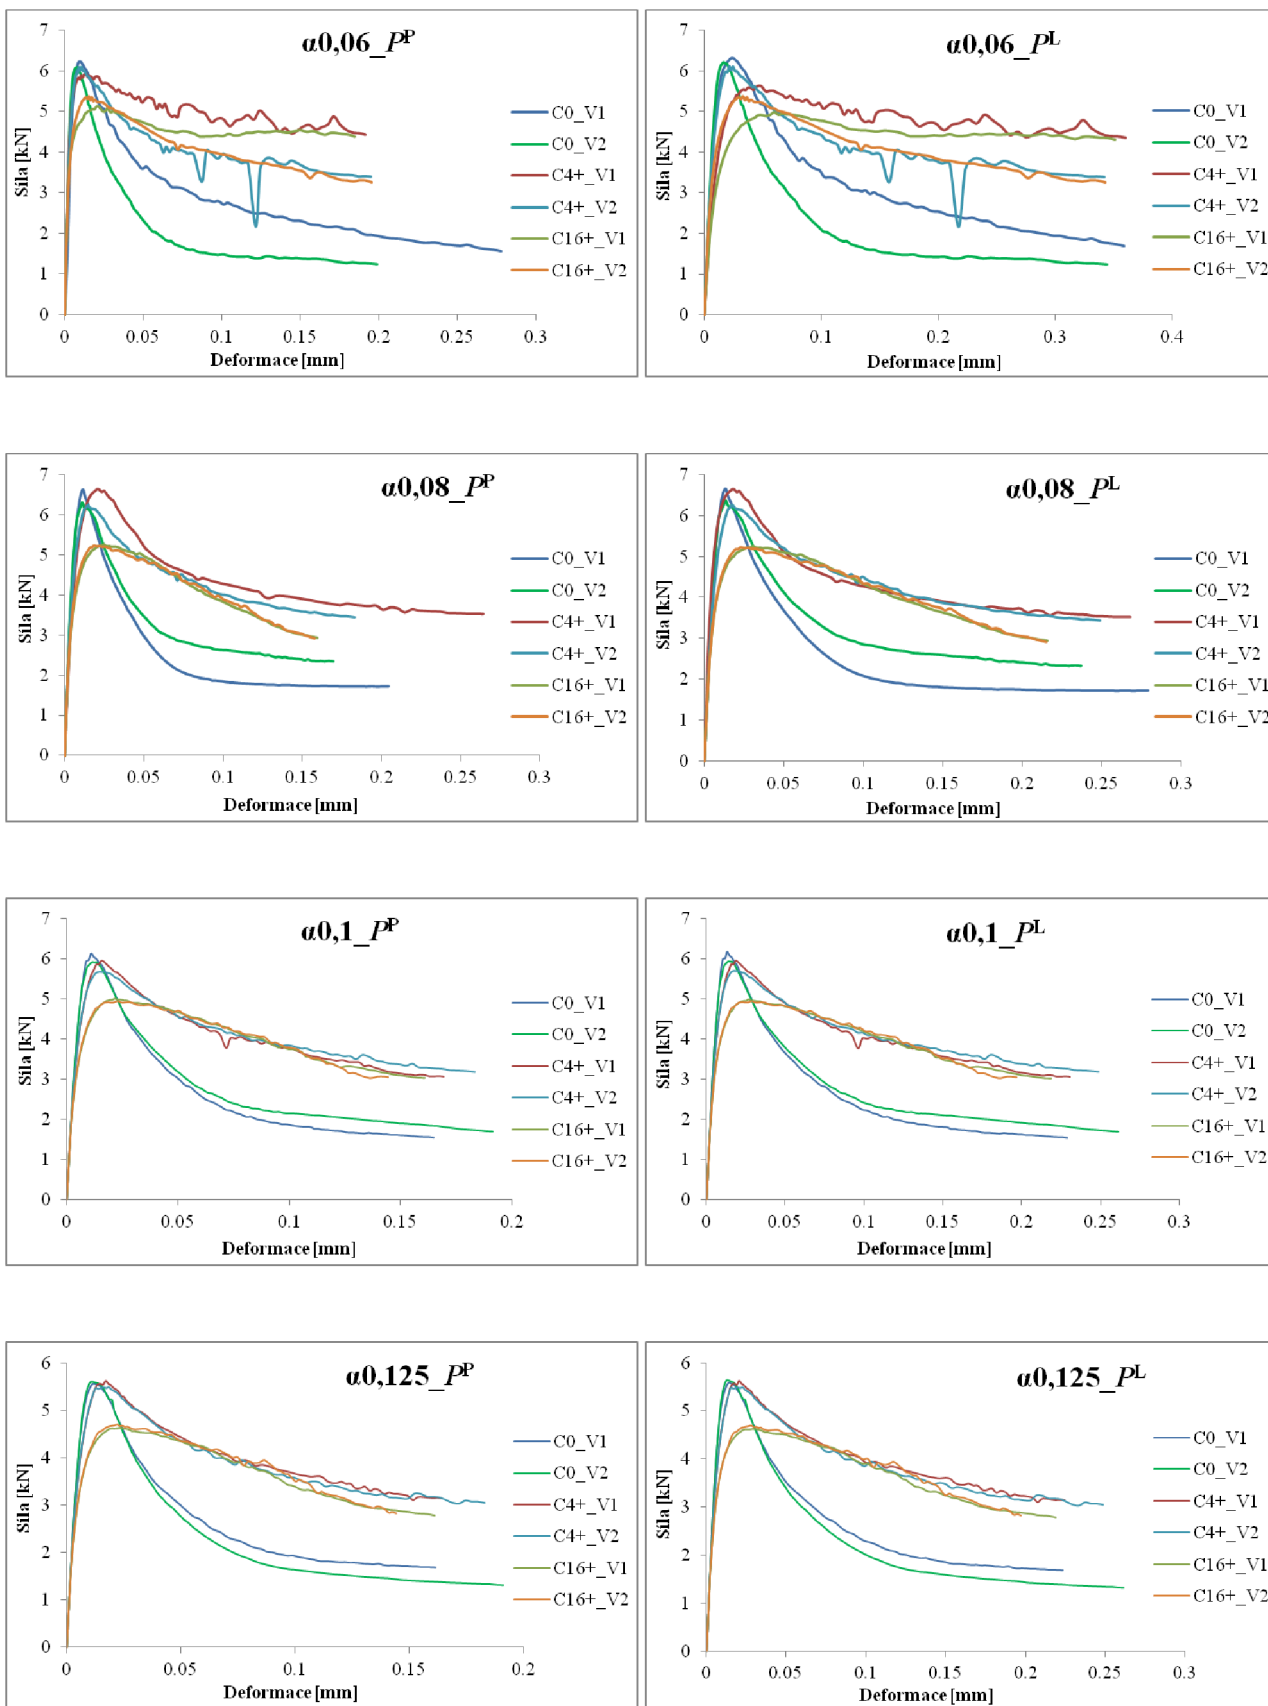 α0,06_Pᴾ
Síla [kN]
7
6
5
4
3
2
1
0
0 0.05 0.1 0.15 0.2 0.25 0.3
Deformace [mm]
C0_V1
C0_V2
C4+_V1
C4+_V2
C16+_V1
C16+_V2
α0,06_Pᴸ
Síla [kN]
7
6
5
4
3
2
1
0
0 0.1 0.2 0.3 0.4
Deformace [mm]
C0_V1
C0_V2
C4+_V1
C4+_V2
C16+_V1
C16+_V2
α0,08_Pᴾ
Síla [kN]
7
6
5
4
3
2
1
0
0 0.05 0.1 0.15 0.2 0.25 0.3
Deformace [mm]
C0_V1
C0_V2
C4+_V1
C4+_V2
C16+_V1
C16+_V2
α0,08_Pᴸ
Síla [kN]
7
6
5
4
3
2
1
0
0 0.05 0.1 0.15 0.2 0.25 0.3
Deformace [mm]
C0_V1
C0_V2
C4+_V1
C4+_V2
C16+_V1
C16+_V2
α0,1_Pᴾ
Síla [kN]
7
6
5
4
3
2
1
0
0 0.05 0.1 0.15 0.2
Deformace [mm]
C0_V1
C0_V2
C4+_V1
C4+_V2
C16+_V1
C16+_V2
α0,1_Pᴸ
Síla [kN]
7
6
5
4
3
2
1
0
0 0.05 0.1 0.15 0.2 0.25 0.3
Deformace [mm]
C0_V1
C0_V2
C4+_V1
C4+_V2
C16+_V1
C16+_V2
α0,125_Pᴾ
Síla [kN]
6
5
4
3
2
1
0
0 0.05 0.1 0.15 0.2
Deformace [mm]
C0_V1
C0_V2
C4+_V1
C4+_V2
C16+_V1
C16+_V2
α0,125_Pᴸ
Síla [kN]
6
5
4
3
2
1
0
0 0.05 0.1 0.15 0.2 0.25 0.3
Deformace [mm]
C0_V1
C0_V2
C4+_V1
C4+_V2
C16+_V1
C16+_V2